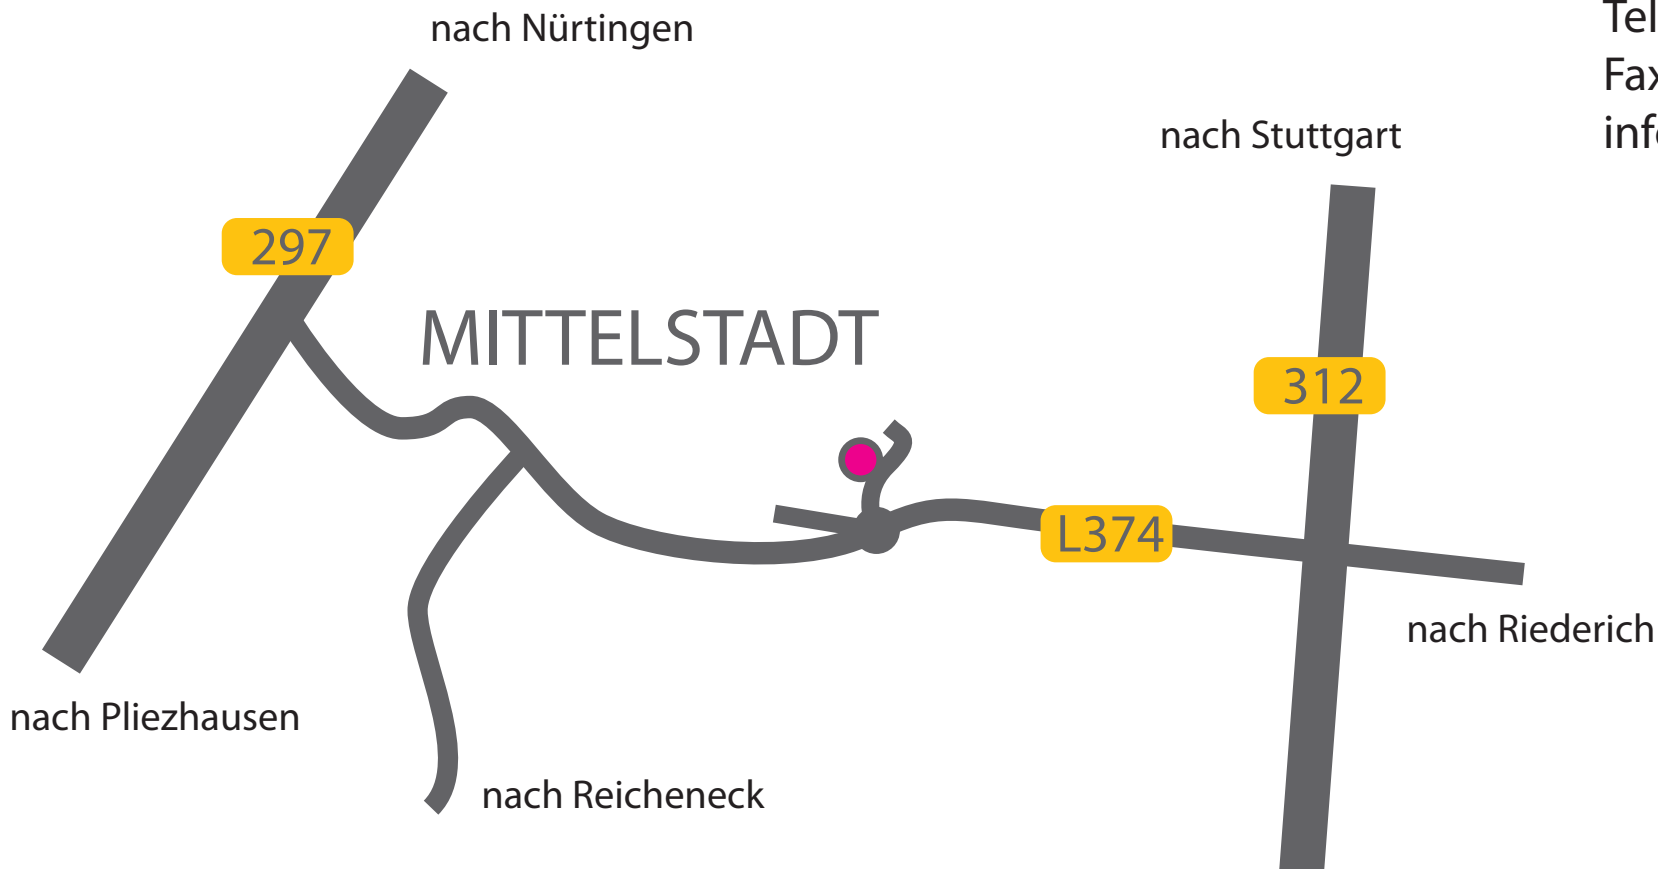 nach Nürtingen
Tel
Fax
nach Stuttgart
297
MITTELSTADT
312
L374
nach Riederich
nach Pliezhausen
nach Reicheneck